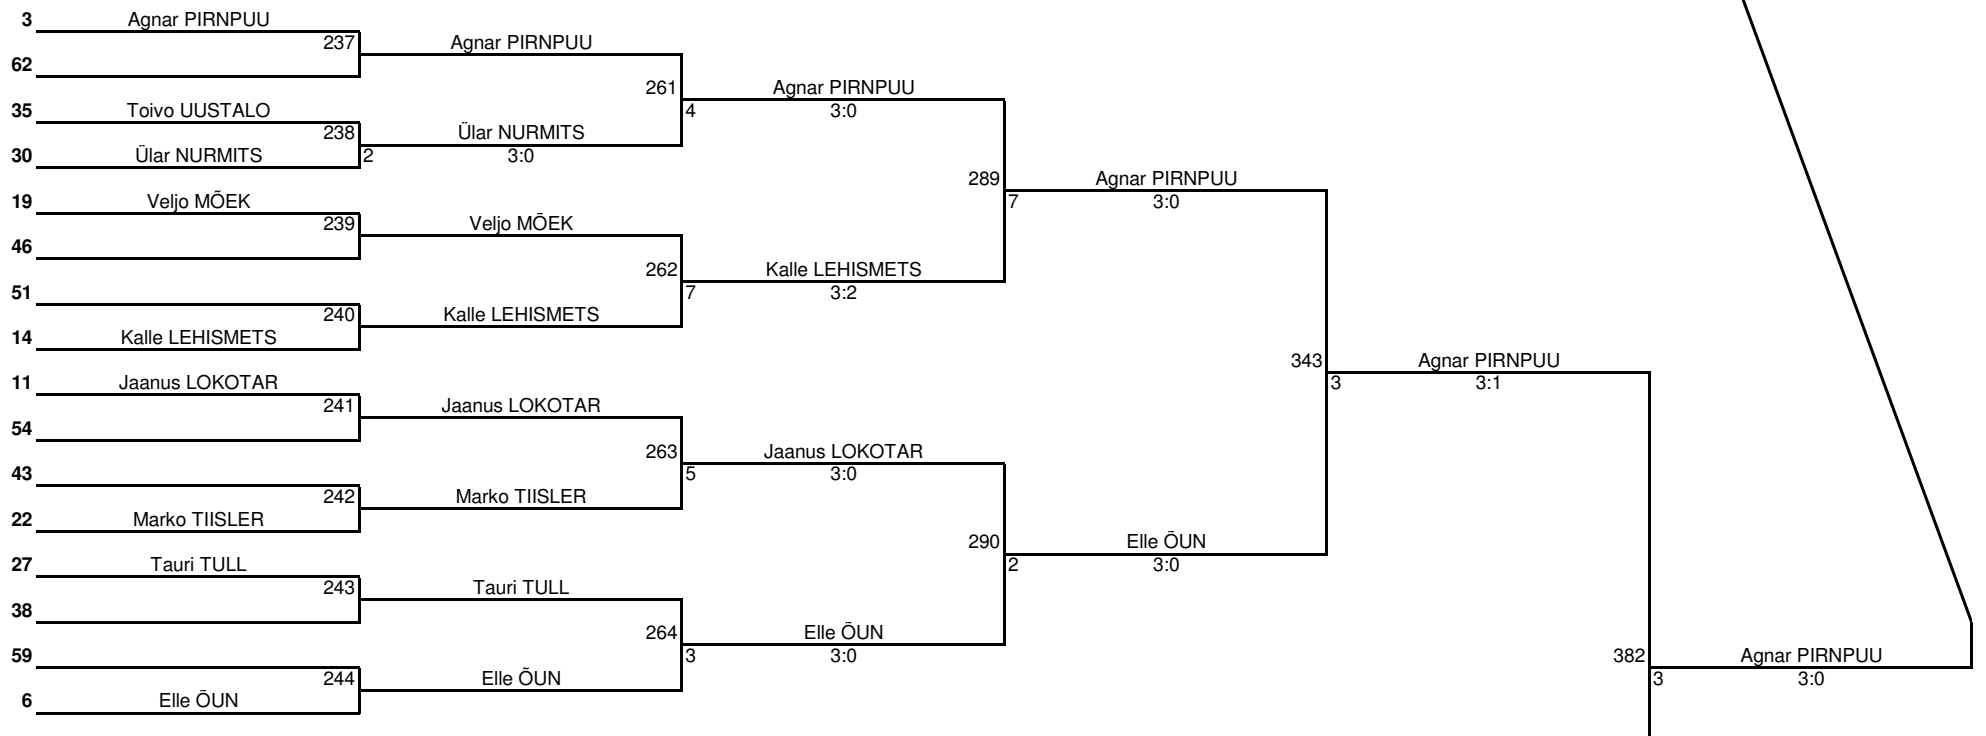 3 Agnar PIRNPUU
237 Agnar PIRNPUU
62
261 Agnar PIRNPUU
4 3:0
35 Toivo UUSTALO
238 Ülar NURMITS
2 3:0
30 Ülar NURMITS
289 Agnar PIRNPUU
7 3:0
19 Veljo MÕEK
239 Veljo MÕEK
46
262 Kalle LEHISMETS
7 3:2
51
240 Kalle LEHISMETS
14 Kalle LEHISMETS
343 Agnar PIRNPUU
3 3:1
11 Jaanus LOKOTAR
241 Jaanus LOKOTAR
54
263 Jaanus LOKOTAR
5 3:0
43
242 Marko TIISLER
22 Marko TIISLER
290 Elle ÕUN
2 3:0
27 Tauri TULL
243 Tauri TULL
38
264 Elle ÕUN
3 3:0
59
244 Elle ÕUN
6 Elle ÕUN
382 Agnar PIRNPUU
3 3:0